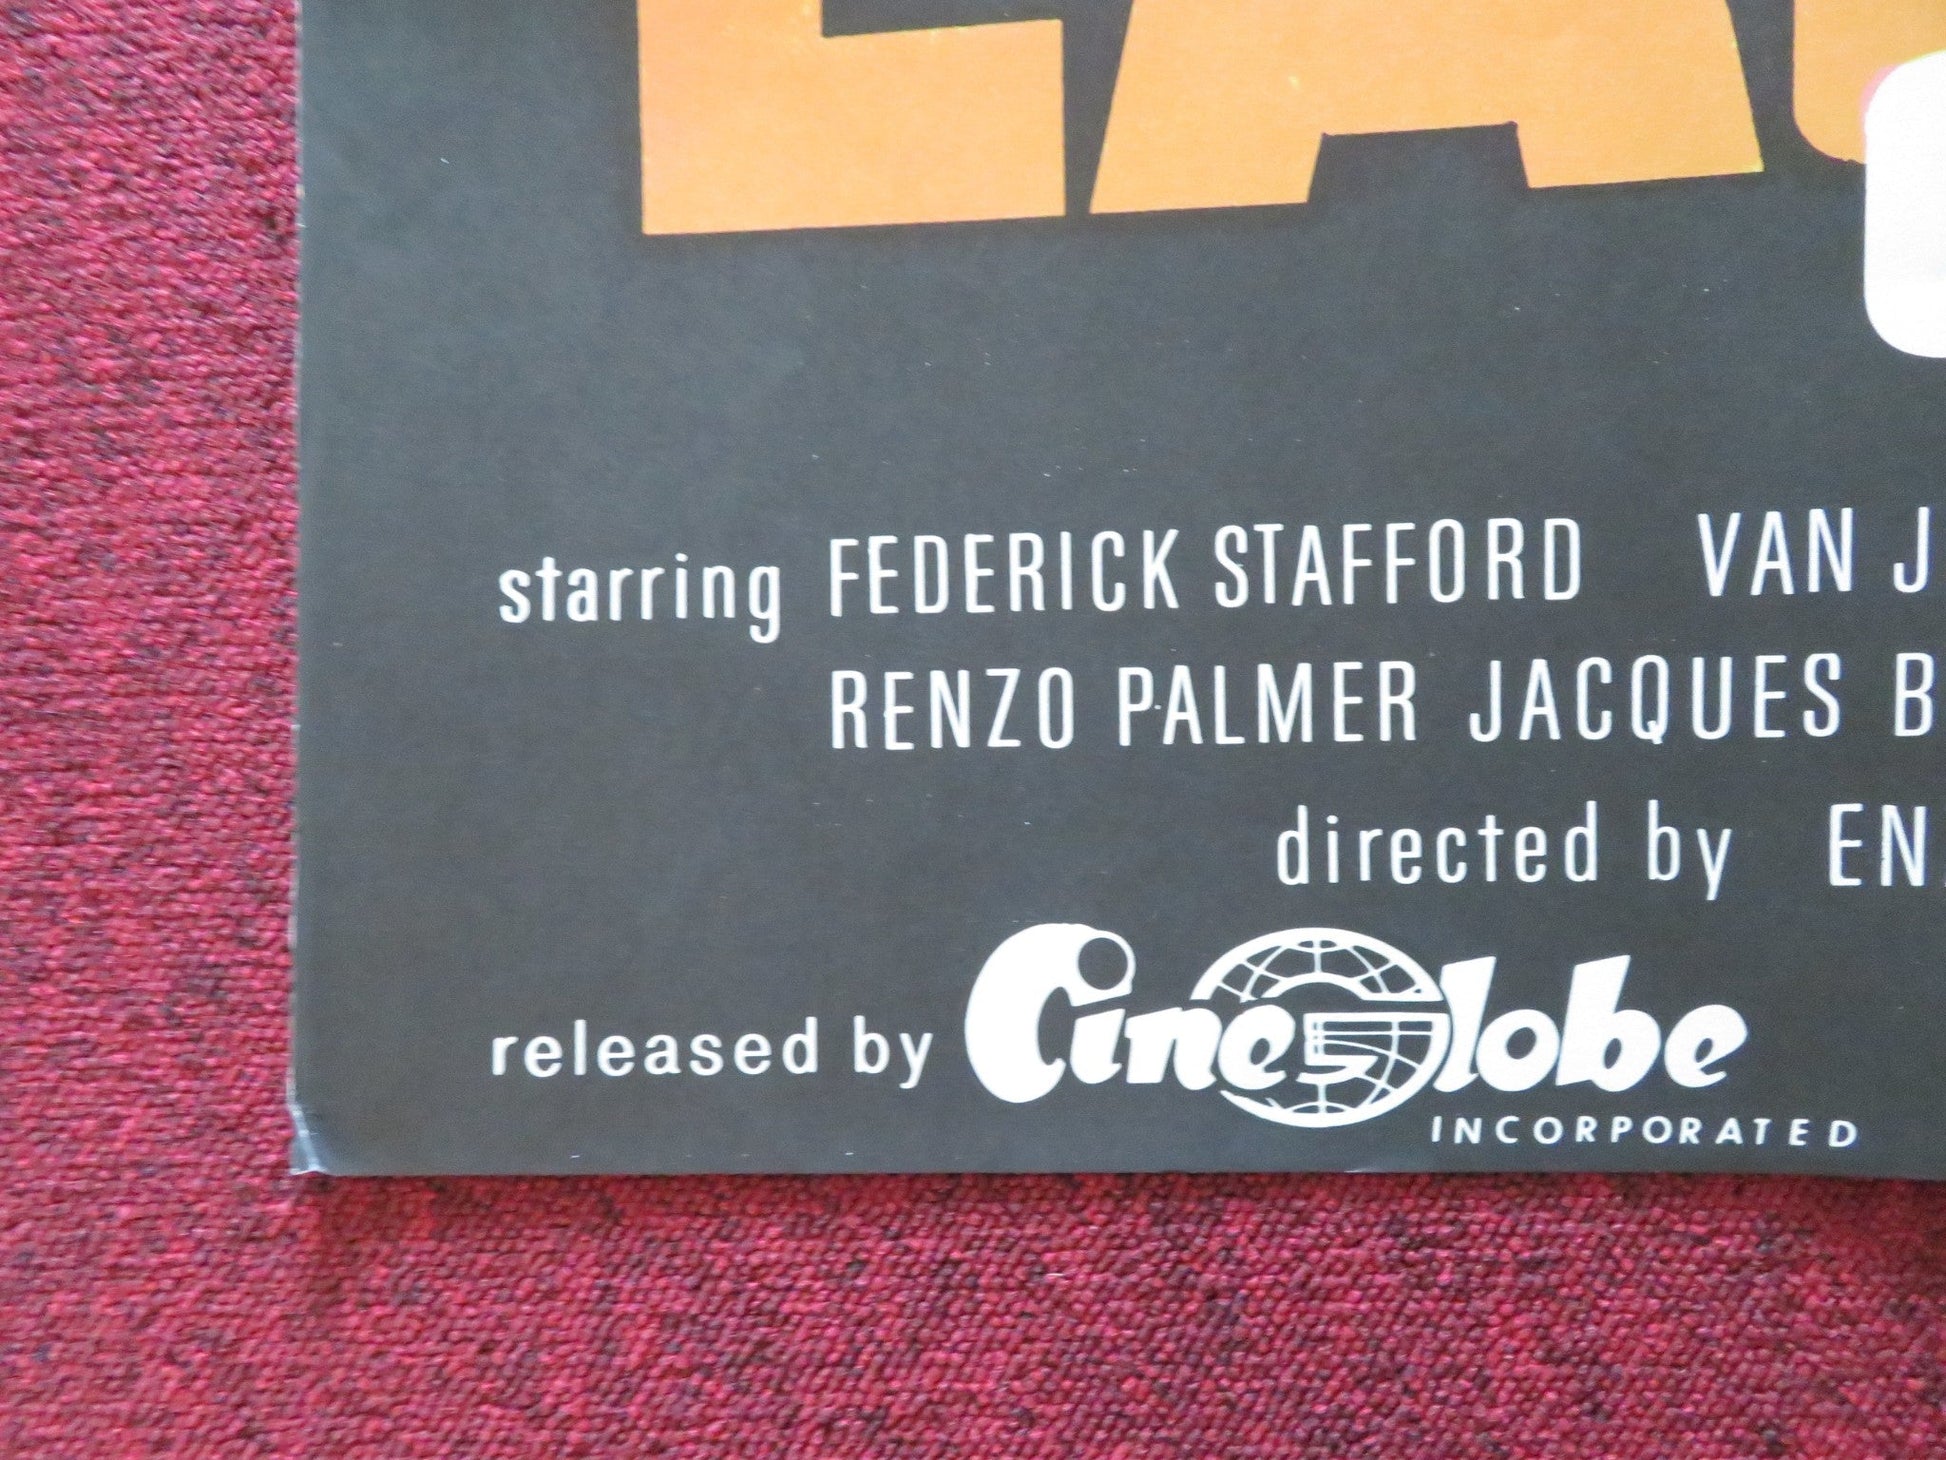 starring FEDERICK STAFFORD VAN J
RENZO PALMER JACQUES B
directed by EN
released by CineGlobe
INCORPORATED